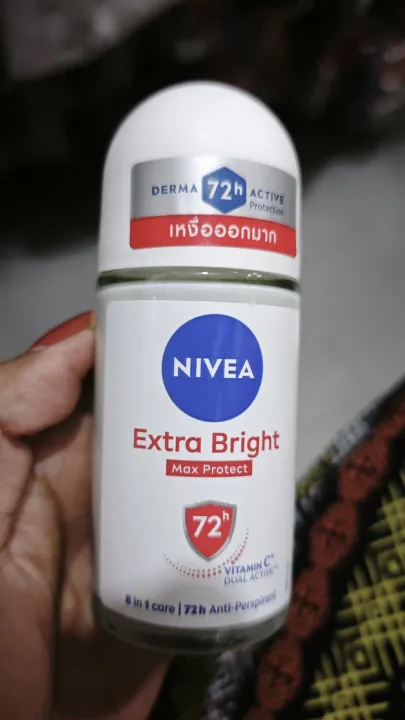 DERMA 72h ACTIVE
Protection
เหงื่อออกมาก
NIVEA
Extra Bright
Max Protect
72h
VITAMIN C
DUAL ACTIVE
8 in 1 care | 72h Anti-Perspirant